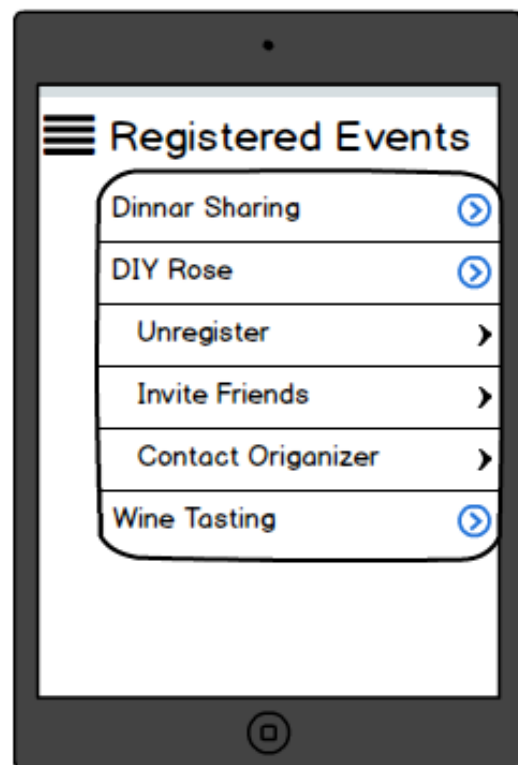 Registered Events
Dinnar Sharing
DIY Rose
Unregister
Invite Friends
Contact Origanizer
Wine Tasting